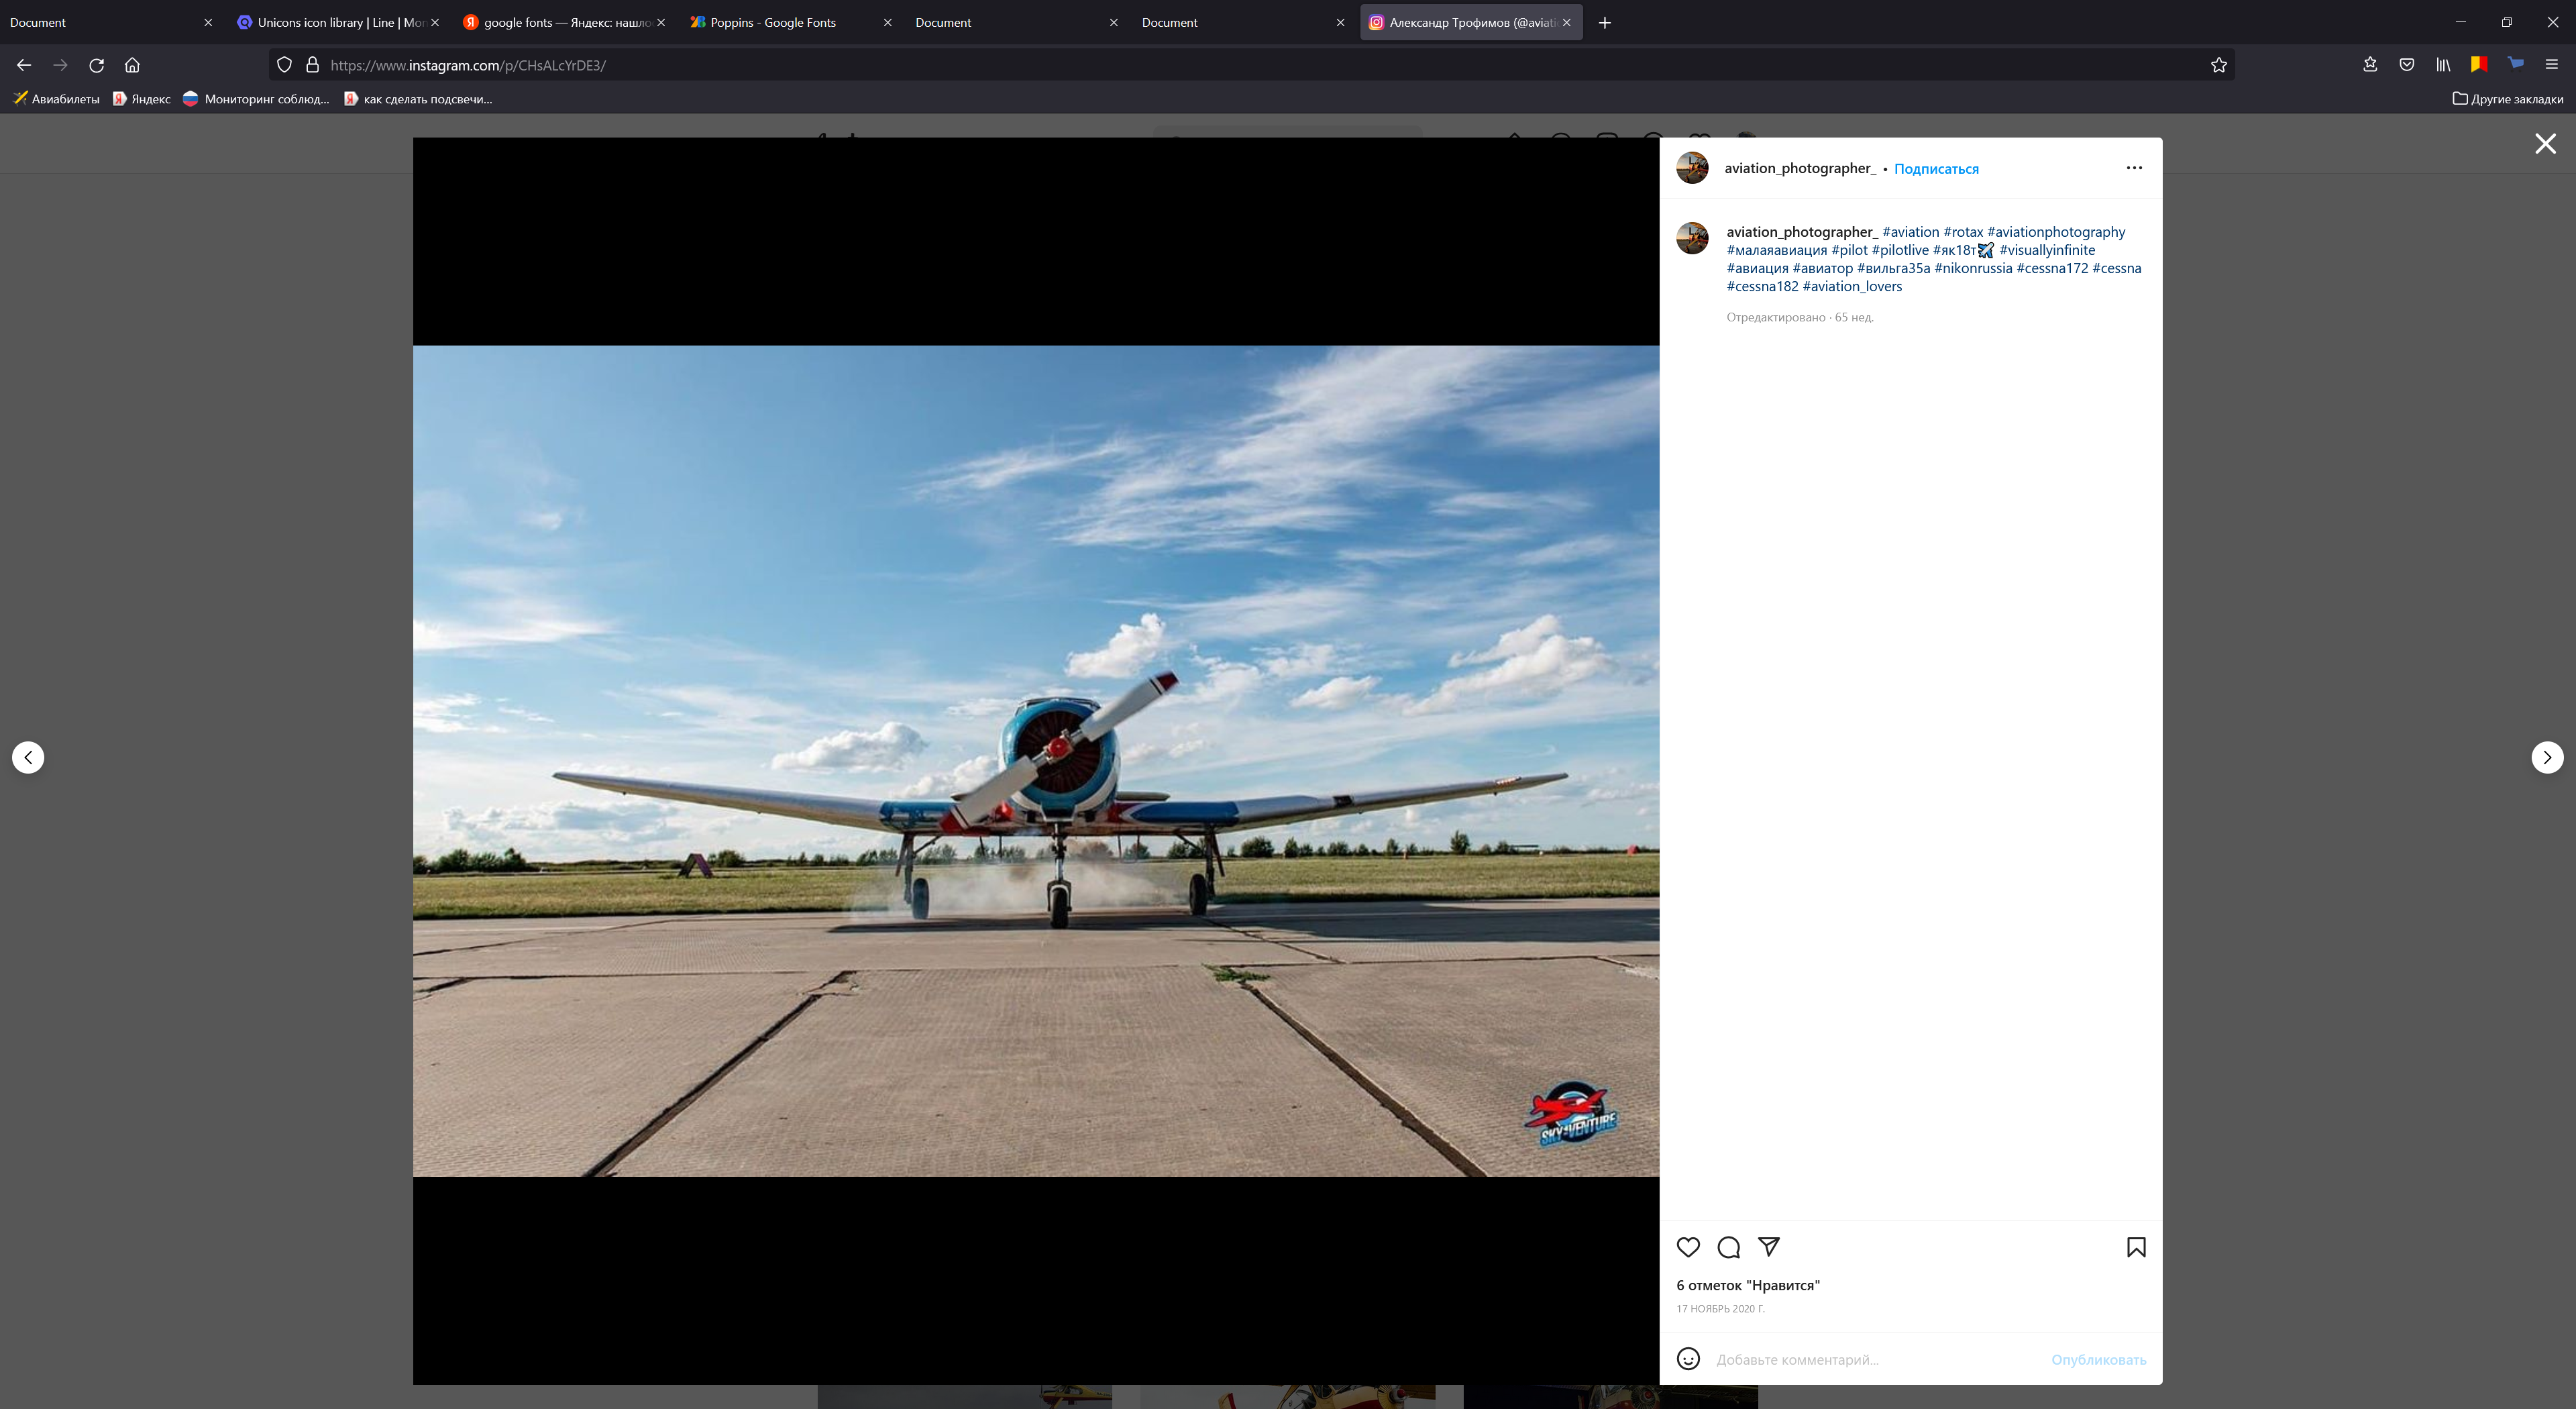 Document
Unicons icon library | Line | Mon
google fonts — Яндекс: нашло
Poppins - Google Fonts
Document
Document
Александр Трофимов (@aviati
https://www.instagram.com/p/CHsALcYrDE3/
Авиабилеты
Яндекс
Мониторинг соблюд...
как сделать подсвечи...
Другие закладки
aviation_photographer_ • Подписаться
aviation_photographer_ #aviation #rotax #aviationphotography
#малаяавиация #pilot #pilotlive #як18т✈️ #visuallyinfinite
#авиация #авиатор #вильга35а #nikonrussia #cessna172 #cessna
#cessna182 #aviation_lovers
Отредактировано · 65 нед.
SKY VENTURE
6 отметок "Нравится"
17 НОЯБРЬ 2020 Г.
Добавьте комментарий...
Опубликовать